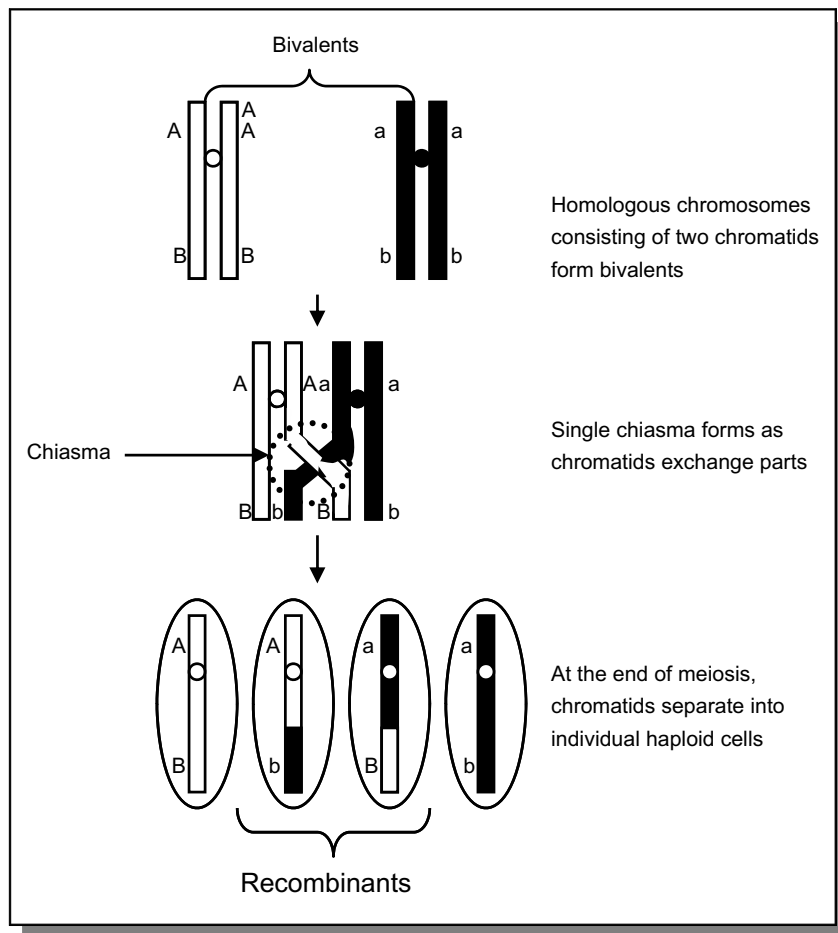 Bivalents
A
A A
a a
B B
b b
Homologous chromosomes
consisting of two chromatids
form bivalents
A Aa a
Chiasma
Single chiasma forms as
chromatids exchange parts
B b B b
A A a a
At the end of meiosis,
chromatids separate into
individual haploid cells
B b B b
Recombinants